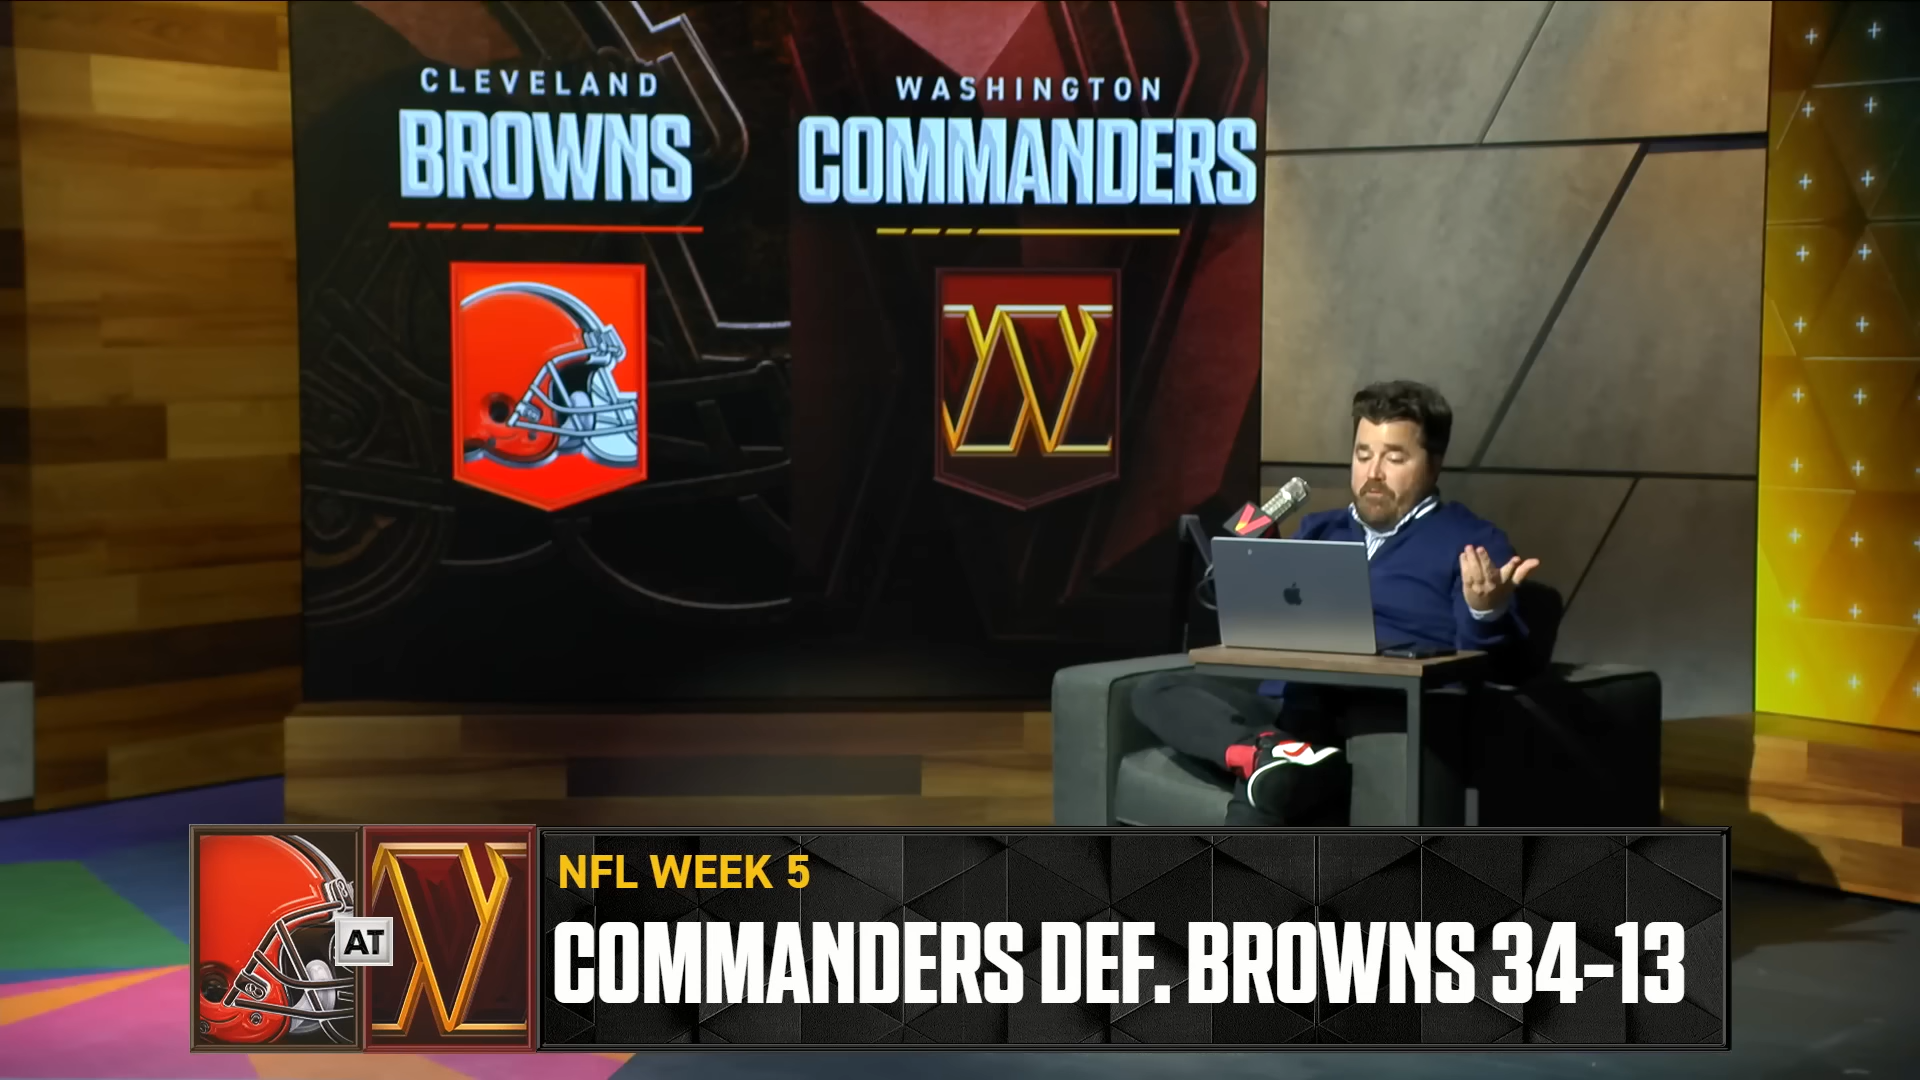 CLEVELAND
BROWNS
WASHINGTON
COMMANDERS
AT
NFL WEEK 5
COMMANDERS DEF. BROWNS 34-13